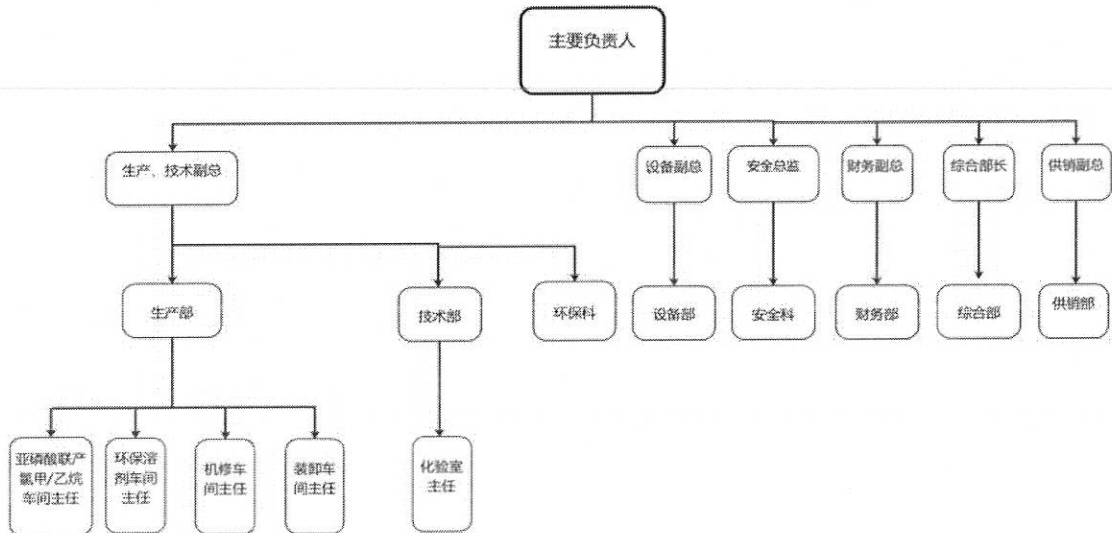 主要负责人
生产、技术副总
设备副总
安全总监
财务副总
综合部长
供销副总
生产部
技术部
环保科
设备部
安全科
财务部
综合部
供销部
亚磷酸联产
氯甲/乙烷
车间主任
环保溶
剂车间
主任
机修车
间主任
装卸车
间主任
化验室
主任